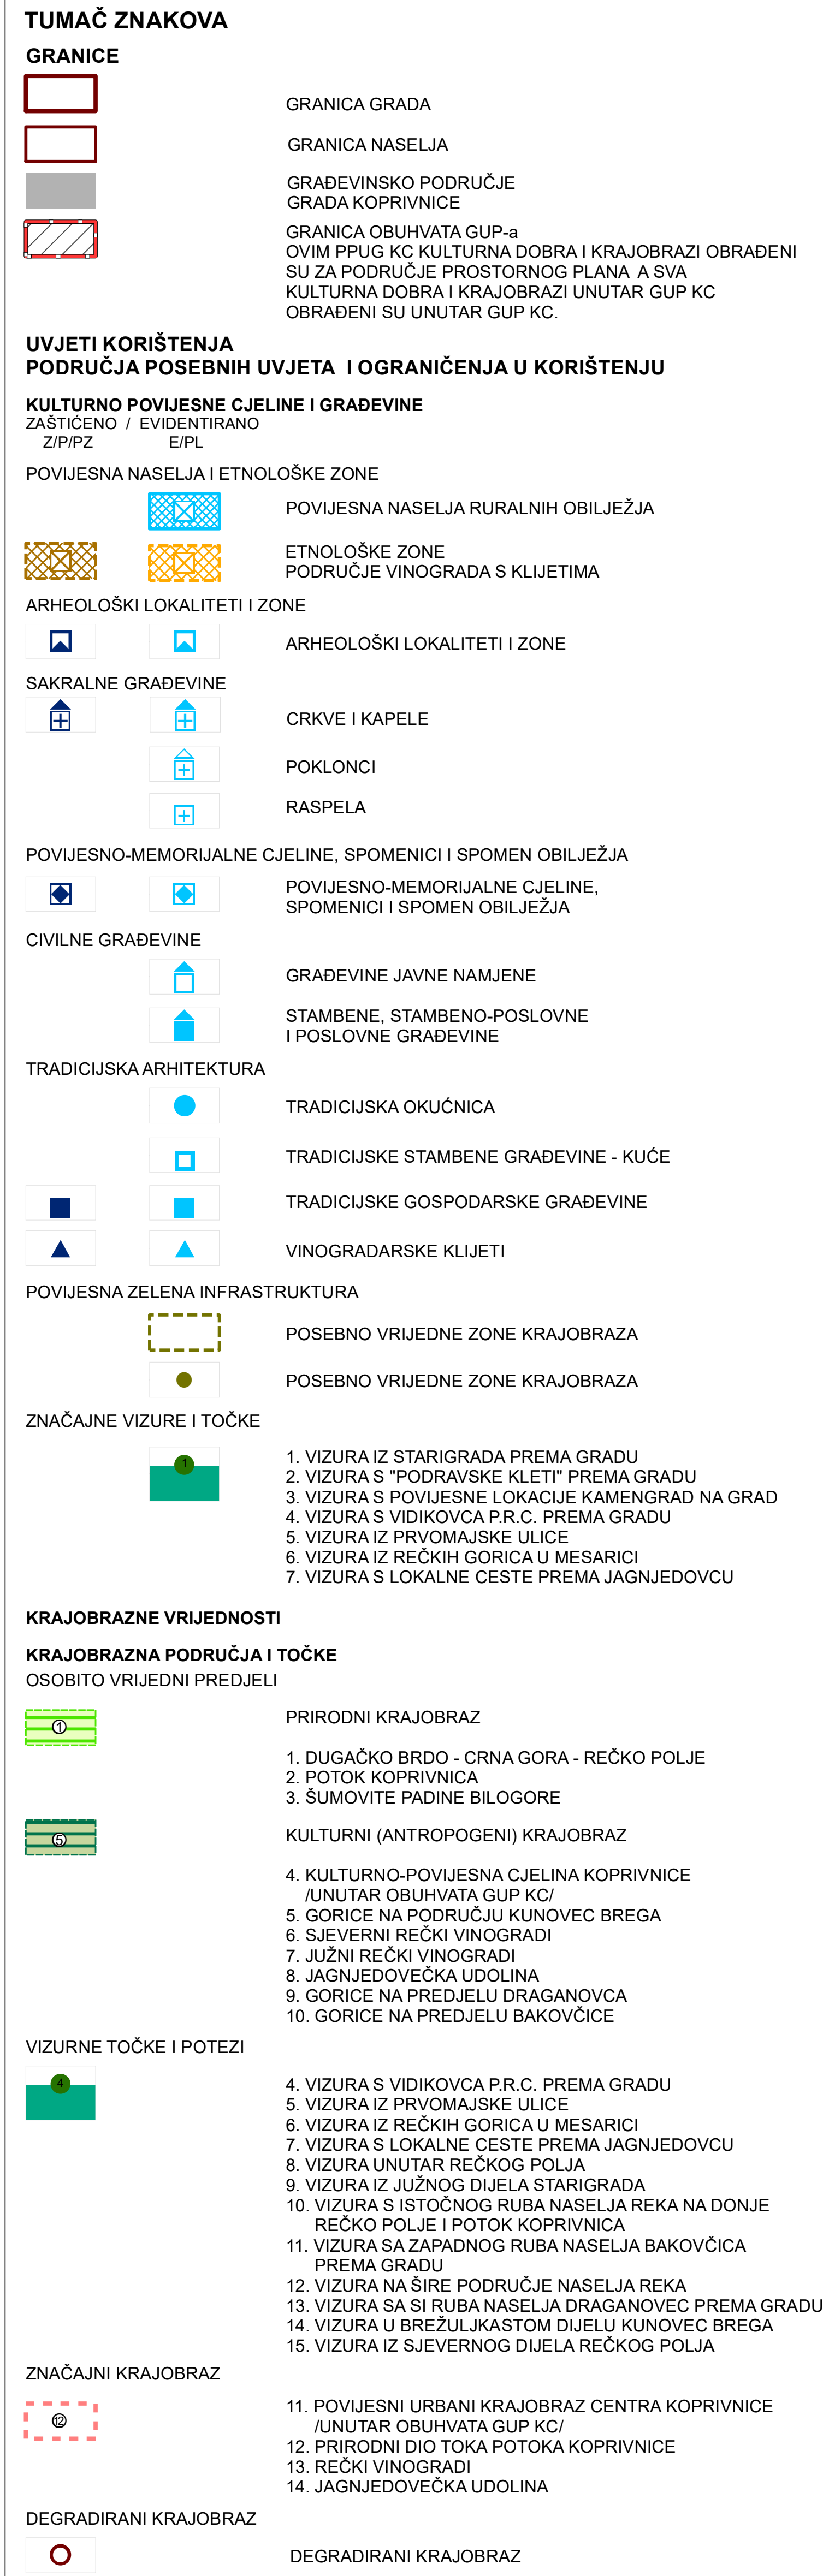 TUMAČ ZNAKOVA
GRANICE
GRANICA GRADA
GRANICA NASELJA
GRAĐEVINSKO PODRUČJE
GRADA KOPRIVNICE
GRANICA OBUHVATA GUP-a
OVIM PPUG KC KULTURNA DOBRA I KRAJOBRAZI OBRAĐENI
SU ZA PODRUČJE PROSTORNOG PLANA A SVA
KULTURNA DOBRA I KRAJOBRAZI UNUTAR GUP KC
OBRAĐENI SU UNUTAR GUP KC.
UVJETI KORIŠTENJA
PODRUČJA POSEBNIH UVJETA I OGRANIČENJA U KORIŠTENJU
KULTURNO POVIJESNE CJELINE I GRAĐEVINE
ZAŠTIĆENO / EVIDENTIRANO
Z/P/PZ E/PL
POVIJESNA NASELJA I ETNOLOŠKE ZONE
POVIJESNA NASELJA RURALNIH OBILJEŽJA
ETNOLOŠKE ZONE
PODRUČJE VINOGRADA S KLIJETIMA
ARHEOLOŠKI LOKALITETI I ZONE
ARHEOLOŠKI LOKALITETI I ZONE
SAKRALNE GRAĐEVINE
CRKVE I KAPELE
POKLONCI
RASPELA
POVIJESNO-MEMORIJALNE CJELINE, SPOMENICI I SPOMEN OBILJEŽJA
POVIJESNO-MEMORIJALNE CJELINE,
SPOMENICI I SPOMEN OBILJEŽJA
CIVILNE GRAĐEVINE
GRAĐEVINE JAVNE NAMJENE
STAMBENE, STAMBENO-POSLOVNE
I POSLOVNE GRAĐEVINE
TRADICIJSKA ARHITEKTURA
TRADICIJSKA OKUĆNICA
TRADICIJSKE STAMBENE GRAĐEVINE - KUĆE
TRADICIJSKE GOSPODARSKE GRAĐEVINE
VINOGRADARSKE KLIJETI
POVIJESNA ZELENA INFRASTRUKTURA
POSEBNO VRIJEDNE ZONE KRAJOBRAZA
POSEBNO VRIJEDNE ZONE KRAJOBRAZA
ZNAČAJNE VIZURE I TOČKE
1
1. VIZURA IZ STARIGRADA PREMA GRADU
2. VIZURA S "PODRAVSKE KLETI" PREMA GRADU
3. VIZURA S POVIJESNE LOKACIJE KAMENGRAD NA GRAD
4. VIZURA S VIDIKOVCA P.R.C. PREMA GRADU
5. VIZURA IZ PRVOMAJSKE ULICE
6. VIZURA IZ REČKIH GORICA U MESARICI
7. VIZURA S LOKALNE CESTE PREMA JAGNJEDOVCU
KRAJOBRAZNE VRIJEDNOSTI
KRAJOBRAZNA PODRUČJA I TOČKE
OSOBITO VRIJEDNI PREDJELI
1
PRIRODNI KRAJOBRAZ
1. DUGAČKO BRDO - CRNA GORA - REČKO POLJE
2. POTOK KOPRIVNICA
3. ŠUMOVITE PADINE BILOGORE
5
KULTURNI (ANTROPOGENI) KRAJOBRAZ
4. KULTURNO-POVIJESNA CJELINA KOPRIVNICE
/UNUTAR OBUHVATA GUP KC/
5. GORICE NA PODRUČJU KUNOVEC BREGA
6. SJEVERNI REČKI VINOGRADI
7. JUŽNI REČKI VINOGRADI
8. JAGNJEDOVEČKA UDOLINA
9. GORICE NA PREDJELU DRAGANOVCA
10. GORICE NA PREDJELU BAKOVČICE
VIZURNE TOČKE I POTEZI
4
4. VIZURA S VIDIKOVCA P.R.C. PREMA GRADU
5. VIZURA IZ PRVOMAJSKE ULICE
6. VIZURA IZ REČKIH GORICA U MESARICI
7. VIZURA S LOKALNE CESTE PREMA JAGNJEDOVCU
8. VIZURA UNUTAR REČKOG POLJA
9. VIZURA IZ JUŽNOG DIJELA STARIGRADA
10. VIZURA S ISTOČNOG RUBA NASELJA REKA NA DONJE
REČKO POLJE I POTOK KOPRIVNICA
11. VIZURA SA ZAPADNOG RUBA NASELJA BAKOVČICA
PREMA GRADU
12. VIZURA NA ŠIRE PODRUČJE NASELJA REKA
13. VIZURA SA SI RUBA NASELJA DRAGANOVEC PREMA GRADU
14. VIZURA U BREŽULJKASTOM DIJELU KUNOVEC BREGA
15. VIZURA IZ SJEVERNOG DIJELA REČKOG POLJA
ZNAČAJNI KRAJOBRAZ
12
11. POVIJESNI URBANI KRAJOBRAZ CENTRA KOPRIVNICE
/UNUTAR OBUHVATA GUP KC/
12. PRIRODNI DIO TOKA POTOKA KOPRIVNICE
13. REČKI VINOGRADI
14. JAGNJEDOVEČKA UDOLINA
DEGRADIRANI KRAJOBRAZ
DEGRADIRANI KRAJOBRAZ